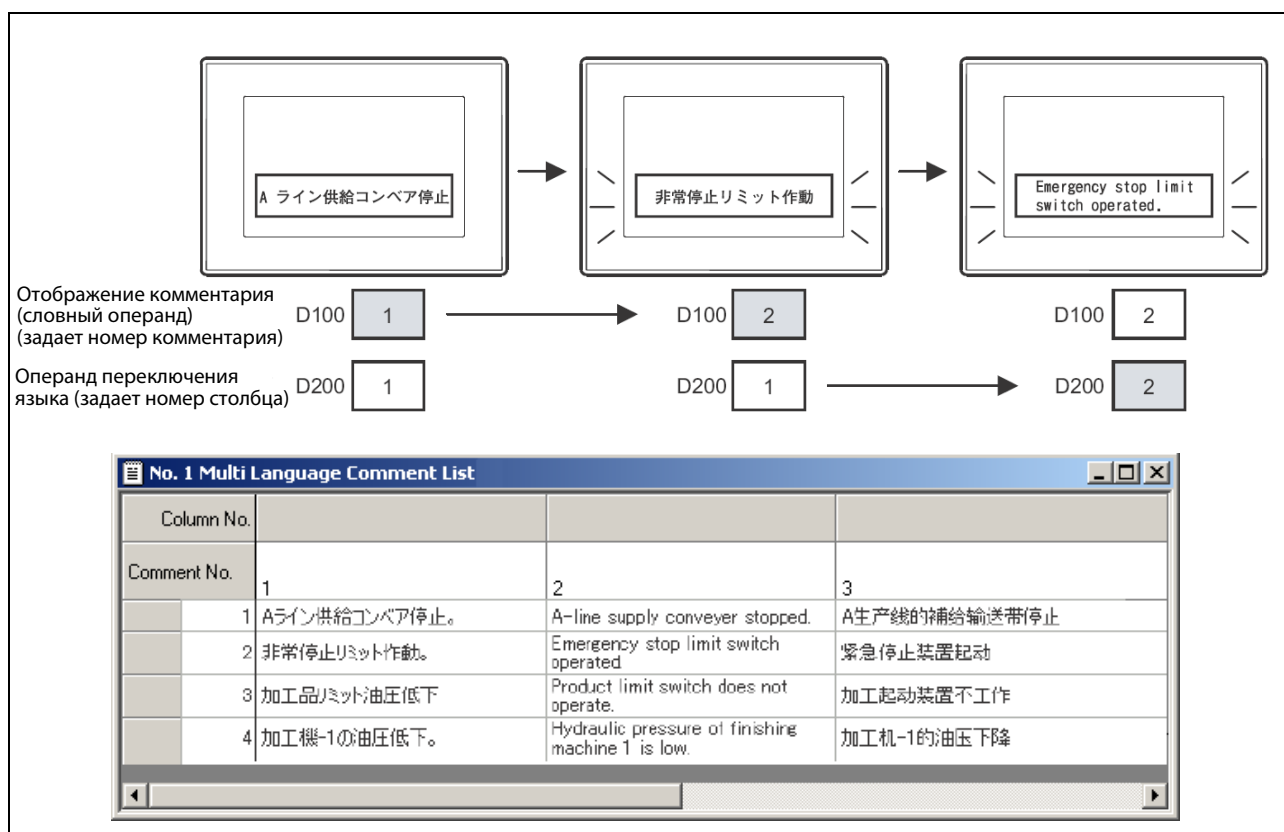 A ライン供給コンベア停止
非常停止リミット作動
Emergency stop limit
switch operated.
Отображение комментария
(словный операнд)
(задает номер комментария)
D100 1
D100 2
D100 2
Операнд переключения
языка (задает номер столбца)
D200 1
D200 1
D200 2
No. 1 Multi Language Comment List
Column No.
Comment No. 1 2 3
1 Aライン供給コンベア停止。 A-line supply conveyer stopped. A生产线的補给输送带停止
2 非常停止リミット作動。 Emergency stop limit switch
operated
緊急停止装置起动
3 加工品リミット油圧低下 Product limit switch does not
operate.
加工起动装置不工作
4 加工機-1の油圧低下。 Hydraulic pressure of finishing
machine 1 is low.
加工机-1的油压下降